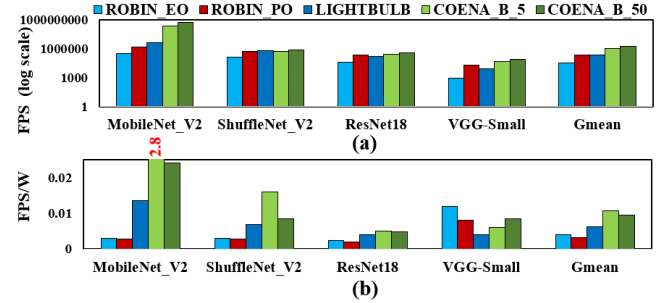 ROBIN_EO ROBIN_PO LIGHTBULB COENA_B_5 COENA_B_50
FPS (log scale)
1000000000
1000000
1000
1
MobileNet_V2 ShuffleNet_V2 ResNet18 VGG-Small Gmean
(a)
2.8
FPS/W
0.02
0.01
0
MobileNet_V2 ShuffleNet_V2 ResNet18 VGG-Small Gmean
(b)